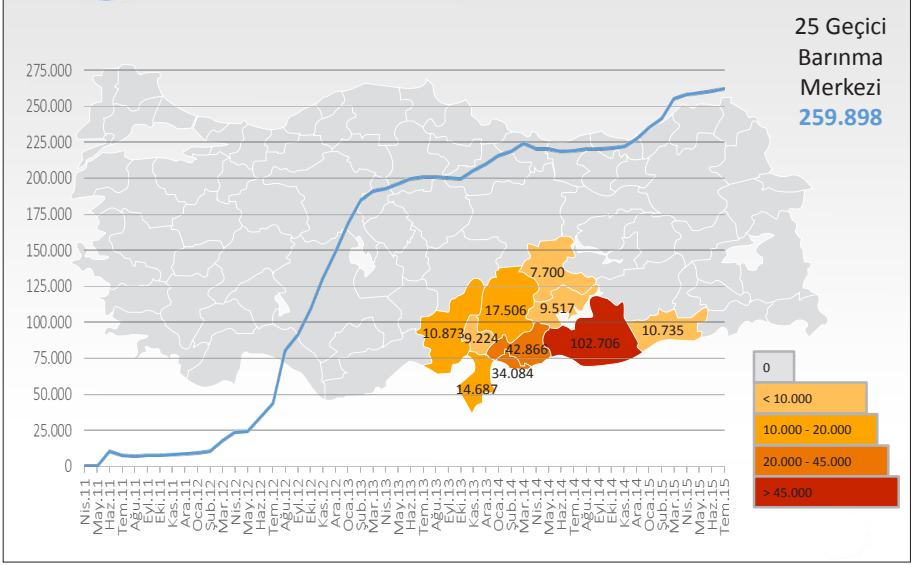 25 Geçici
Barınma
Merkezi
259.898
275.000
250.000
225.000
200.000
175.000
150.000
125.000
100.000
75.000
50.000
25.000
0
7.700
17.506
9.517
10.873
9.224
42.866
102.706
10.735
34.084
14.687
0
< 10.000
10.000 - 20.000
20.000 - 45.000
> 45.000
Nis.11
May.11
Haz.11
Tem.11
Ağu.11
Eyl.11
Eki.11
Kas.11
Ara.11
Oca.12
Şub.12
Mar.12
Nis.12
May.12
Haz.12
Tem.12
Ağu.12
Eyl.12
Eki.12
Kas.12
Ara.12
Oca.13
Şub.13
Mar.13
Nis.13
May.13
Haz.13
Tem.13
Ağu.13
Eyl.13
Eki.13
Kas.13
Ara.13
Oca.14
Şub.14
Mar.14
Nis.14
May.14
Haz.14
Tem.14
Ağu.14
Eyl.14
Eki.14
Kas.14
Ara.14
Oca.15
Şub.15
Mar.15
Nis.15
May.15
Haz.15
Tem.15